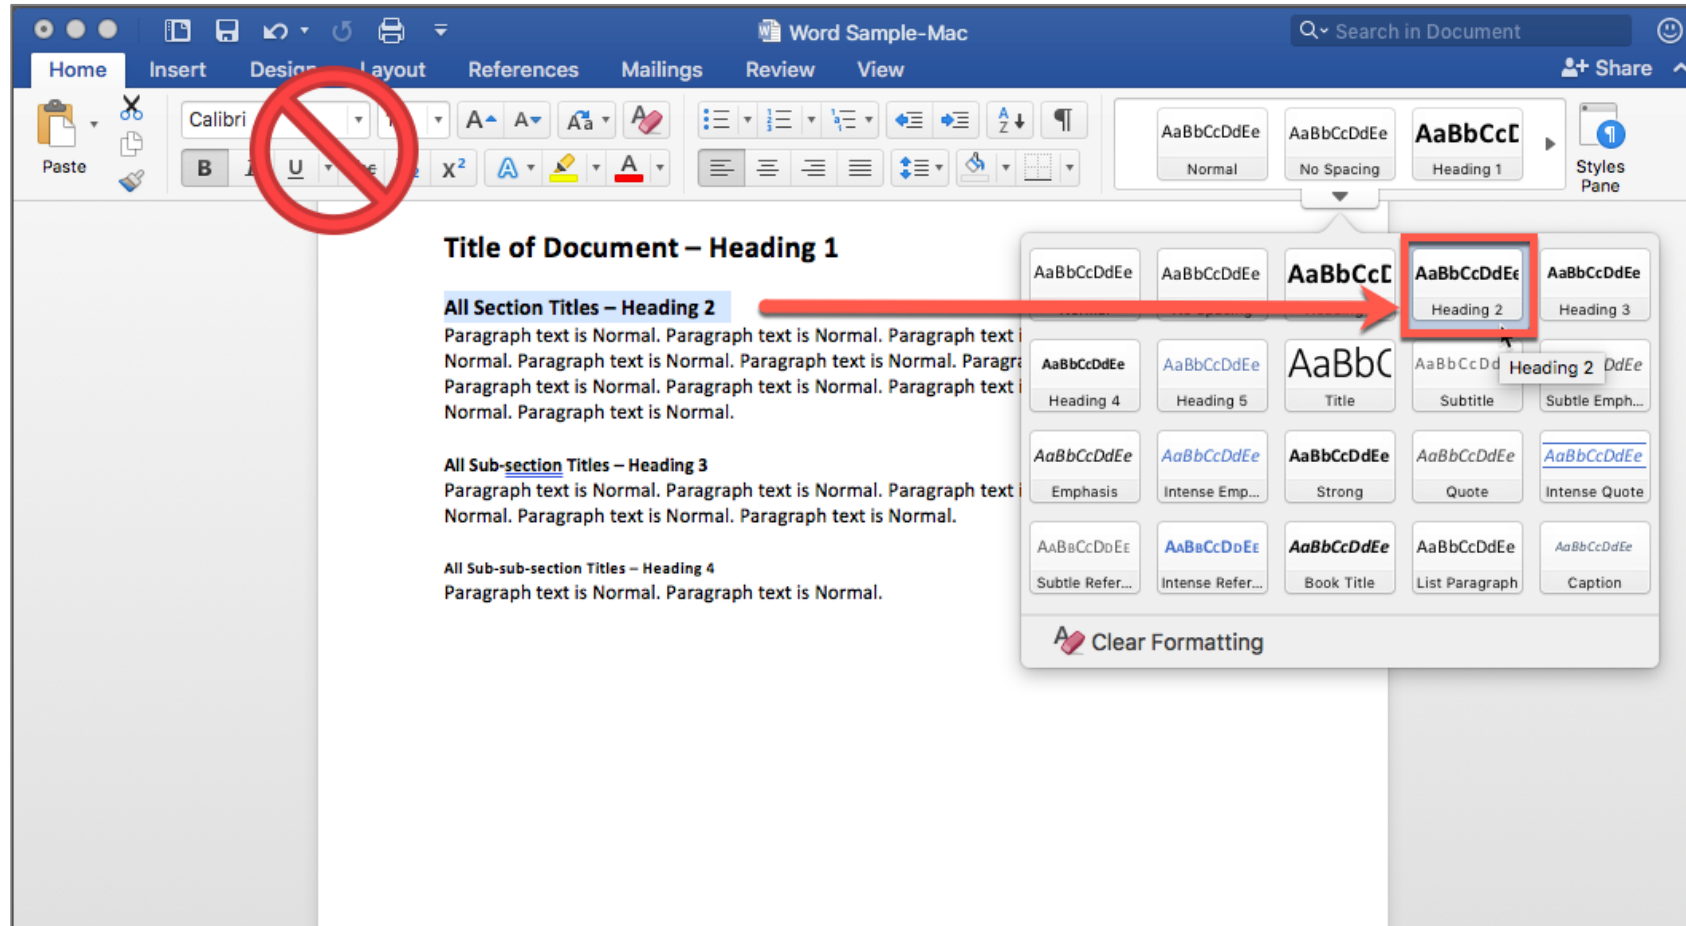 Word Sample-Mac
Search in Document
Home Insert Design Layout References Mailings Review View
Share
Paste
Calibri
B U X²
AaBbCcDdEe AaBbCcDdEe AaBbCcD
Normal No Spacing Heading 1
Styles
Pane
Title of Document – Heading 1
All Section Titles – Heading 2
Paragraph text is Normal. Paragraph text is Normal. Paragraph text
Normal. Paragraph text is Normal. Paragraph text is Normal.
Paragraph text is Normal. Paragraph text is Normal. Paragraph text
Normal. Paragraph text is Normal.
All Sub-section Titles – Heading 3
Paragraph text is Normal. Paragraph text is Normal. Paragraph text
Normal. Paragraph text is Normal. Paragraph text is Normal.
All Sub-sub-section Titles – Heading 4
Paragraph text is Normal. Paragraph text is Normal.
AaBbCcDdEe AaBbCcDdEe AaBbCcD AaBbCcDdEe AaBbCcDdEe
Heading 2 Heading 3
AaBbCcDdEe AaBbCcDdEe AaBbC AaBbCcDd DdEe
Heading 4 Heading 5 Title Subtitle Subtle Emph...
Heading 2
AaBbCcDdEe AaBbCcDdEe AaBbCcDdEe AaBbCcDdEe AaBbCcDdEe
Emphasis Intense Emp... Strong Quote Intense Quote
AaBbCcDdEe AaBbCcDdEe AaBbCcDdEe AaBbCcDdEe AaBbCcDdEe
Subtle Refer... Intense Refer... Book Title List Paragraph Caption
Clear Formatting